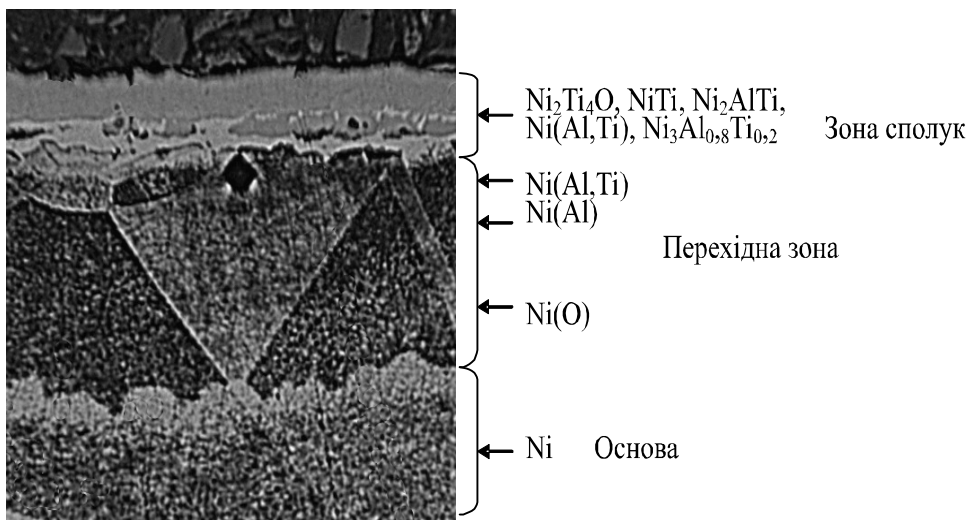 Ni₂Ti₄O, NiTi, Ni₂AlTi,
Ni(Al,Ti), Ni₃Al₀,₈Ti₀,₂ Зона сполук
Ni(Al,Ti)
Ni(Al)
Перехідна зона
Ni(O)
Ni Основа